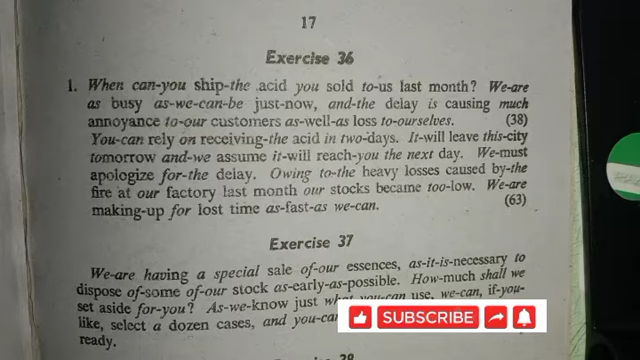 17
Exercise 36
1. When can-you ship-the acid you sold to-us last month? We-are
as busy as-we-can-be just-now, and-the delay is causing much
annoyance to-our customers as-well-as loss to-ourselves. (38)
You-can rely on receiving-the acid in two-days. It-will leave this-city
tomorrow and-we assume it-will reach-you the next day. We-must
apologize for-the delay. Owing to-the heavy losses caused by-the
fire at our factory last month our stocks became too-low. We-are
making-up for lost time as-fast-as we-can. (63)
Exercise 37
We-are having a special sale of-our essences, as-it-is-necessary to
dispose of-some of-our stock as-early-as-possible. How-much shall we
set aside for-you? As-we-know just what you-can use, we-can, if-you-
like, select a dozen cases, and you-can
ready.
SUBSCRIBE